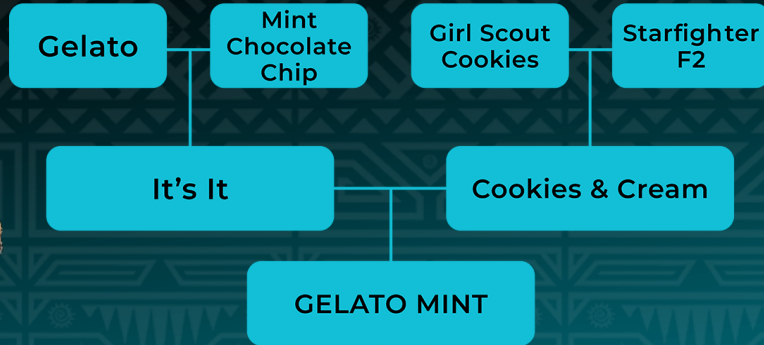 Gelato
Mint
Chocolate
Chip
Girl Scout
Cookies
Starfighter
F2
It's It
Cookies & Cream
GELATO MINT